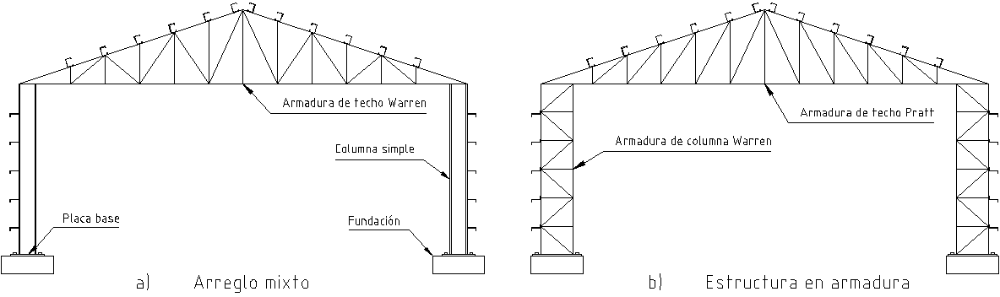 Armadura de techo Warren
Columna simple
Placa base
Fundación
a) Arreglo mixto
Armadura de techo Pratt
Armadura de columna Warren
b) Estructura en armadura